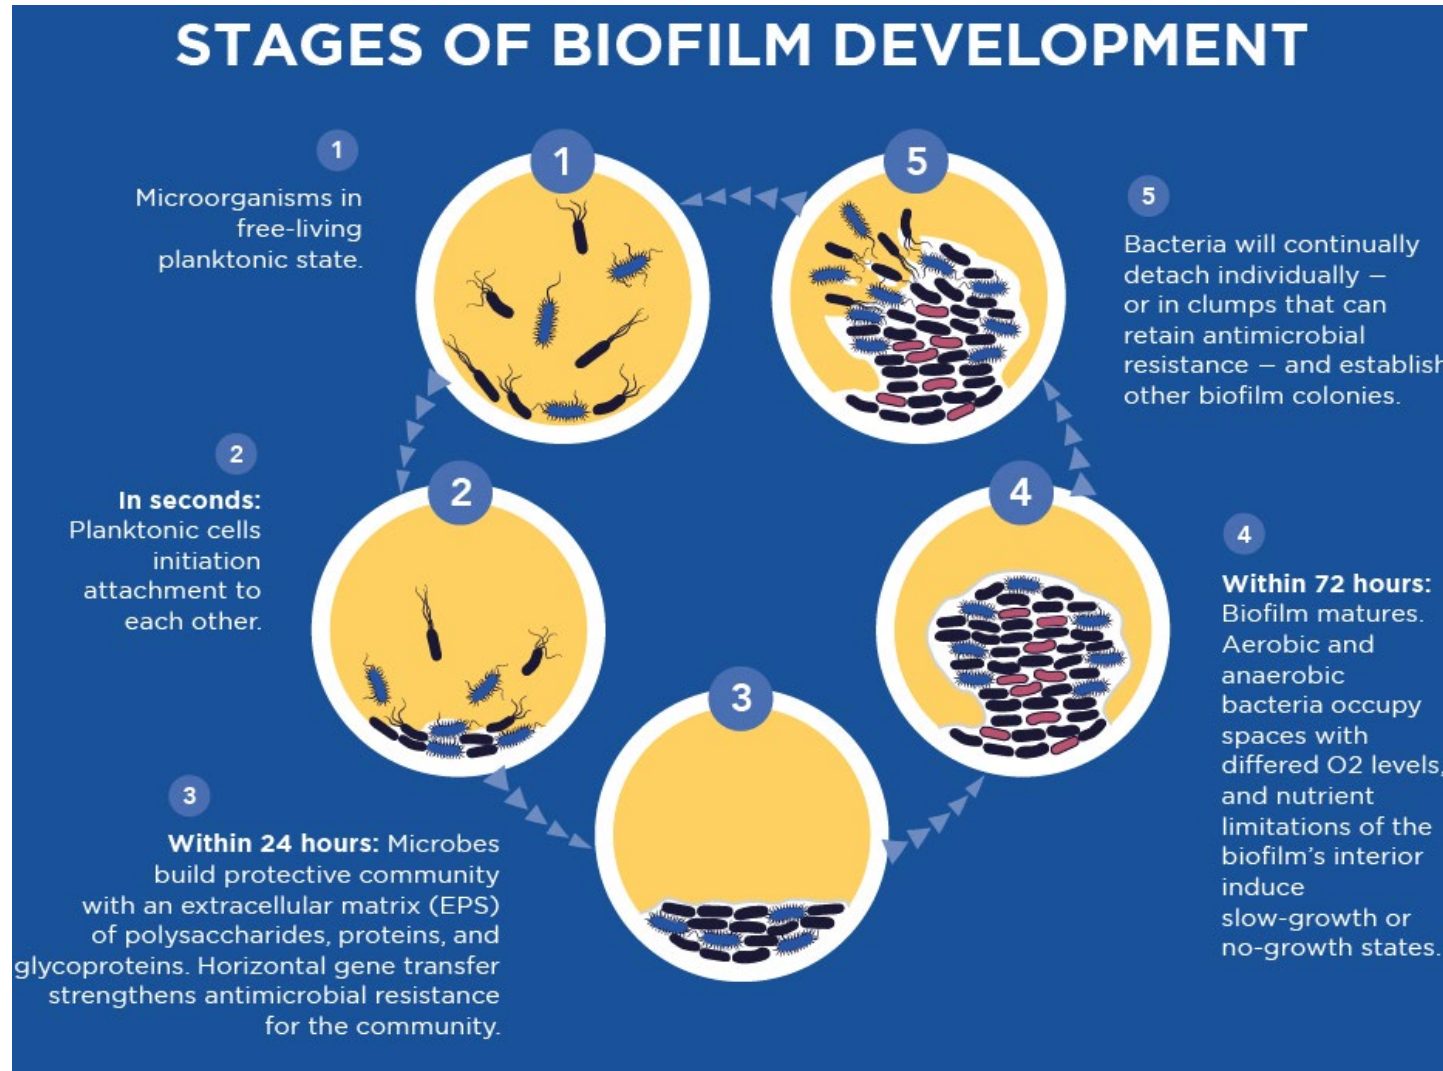 STAGES OF BIOFILM DEVELOPMENT
1
Microorganisms in
free-living
planktonic state.
1
2
In seconds:
Planktonic cells
initiation
attachment to
each other.
2
3
Within 24 hours: Microbes
build protective community
with an extracellular matrix (EPS)
of polysaccharides, proteins, and
glycoproteins. Horizontal gene transfer
strengthens antimicrobial resistance
for the community.
3
4
4
Within 72 hours:
Biofilm matures.
Aerobic and
anaerobic
bacteria occupy
spaces with
differed O2 levels,
and nutrient
limitations of the
biofilm's interior
induce
slow-growth or
no-growth states.
5
5
Bacteria will continually
detach individually –
or in clumps that can
retain antimicrobial
resistance – and establish
other biofilm colonies.